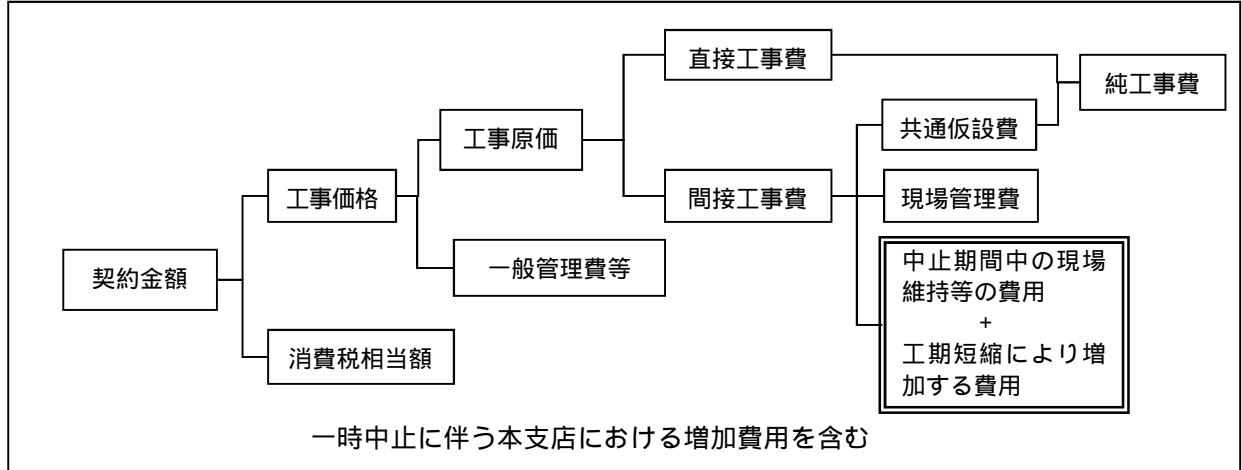 直接工事費
純工事費
共通仮設費
工事原価
工事価格
間接工事費
現場管理費
一般管理費等
契約金額
中止期間中の現場
維持等の費用
+
工期短縮により増
加する費用
消費税相当額
一時中止に伴う本支店における増加費用を含む